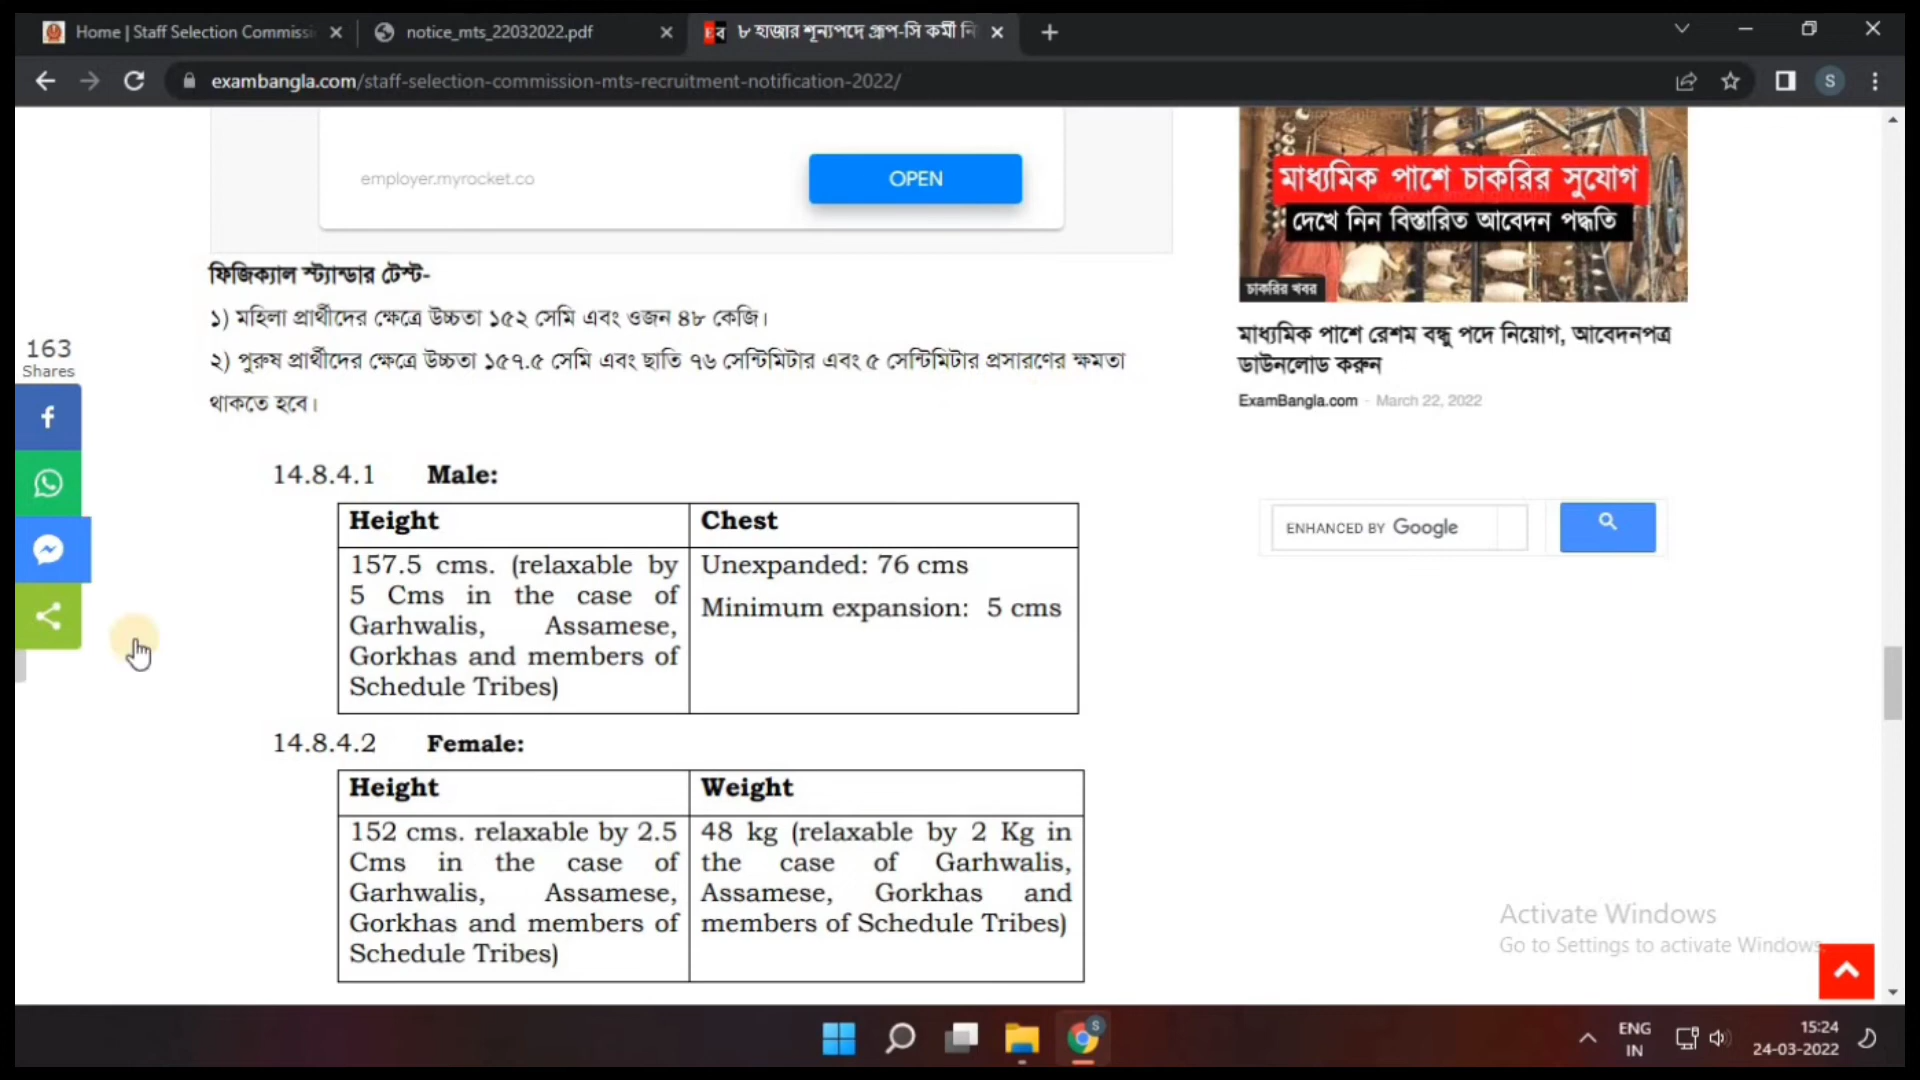 Home | Staff Selection Commissi
notice_mts_22032022.pdf
৮ হাজার শূন্যপদে গ্রুপ-সি কর্মী নি
exambangla.com/staff-selection-commission-mts-recruitment-notification-2022/
S
employer.myrocket.co
OPEN
মাধ্যমিক পাশে চাকরির সুযোগ
দেখে নিন বিস্তারিত আবেদন পদ্ধতি
চাকরির খবর
মাধ্যমিক পাশে রেশম বন্ধু পদে নিয়োগ, আবেদনপত্র
ডাউনলোড করুন
ExamBangla.com - March 22, 2022
ENHANCED BY Google
163
Shares
ফিজিক্যাল স্ট্যান্ডার টেস্ট-
১) মহিলা প্রার্থীদের ক্ষেত্রে উচ্চতা ১৫২ সেমি এবং ওজন ৪৮ কেজি।
২) পুরুষ প্রার্থীদের ক্ষেত্রে উচ্চতা ১৫৭.৫ সেমি এবং ছাতি ৭৬ সেন্টিমিটার এবং ৫ সেন্টিমিটার প্রসারণের ক্ষমতা
থাকতে হবে।
14.8.4.1 Male:
Height Chest
157.5 cms. (relaxable by
5 Cms in the case of
Garhwalis, Assamese,
Gorkhas and members of
Schedule Tribes)
Unexpanded: 76 cms
Minimum expansion: 5 cms
14.8.4.2 Female:
Height Weight
152 cms. relaxable by 2.5
Cms in the case of
Garhwalis, Assamese,
Gorkhas and members of
Schedule Tribes)
48 kg (relaxable by 2 Kg in
the case of Garhwalis,
Assamese, Gorkhas and
members of Schedule Tribes)
Activate Windows
Go to Settings to activate Windows.
ENG
IN
15:24
24-03-2022